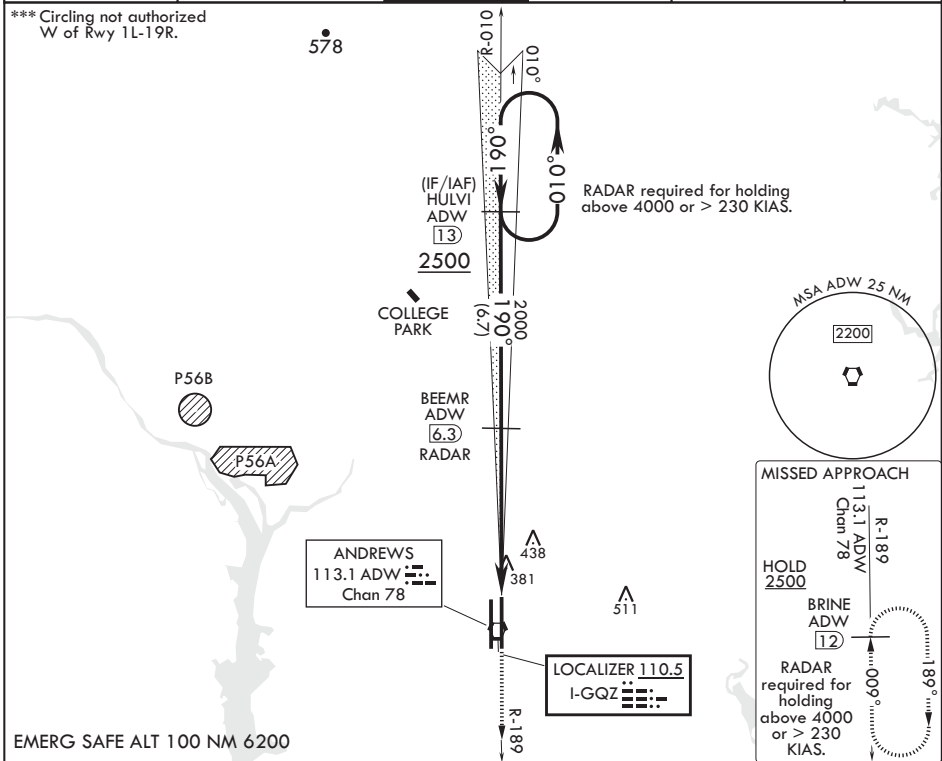 *** Circling not authorized
W of Rwy 1L-19R.
578
R-010
010°
190°
010°
(IF/IAF)
HULVI
ADW
13
2500
RADAR required for holding
above 4000 or > 230 KIAS.
COLLEGE
PARK
2000
190°
(6.7)
MSA ADW 25 NM
2200
P56B
P56A
BEEMR
ADW
6.3
RADAR
438
381
511
ANDREWS
113.1 ADW
Chan 78
LOCALIZER 110.5
I-GQZ
R-189
MISSED APPROACH
R-189
113.1 ADW
Chan 78
HOLD
2500
BRINE
ADW
12
RADAR
required for
holding
above 4000
or > 230
KIAS.
009°
189°
EMERG SAFE ALT 100 NM 6200